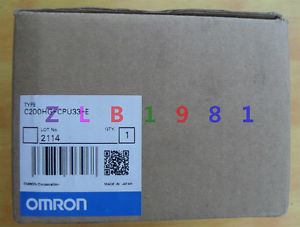 TYPE
C200HG-CPU33-E
ZLB1981
LOT No. QTY.
2114 1
OMRON Corporation MADE IN JAPAN
OMRON